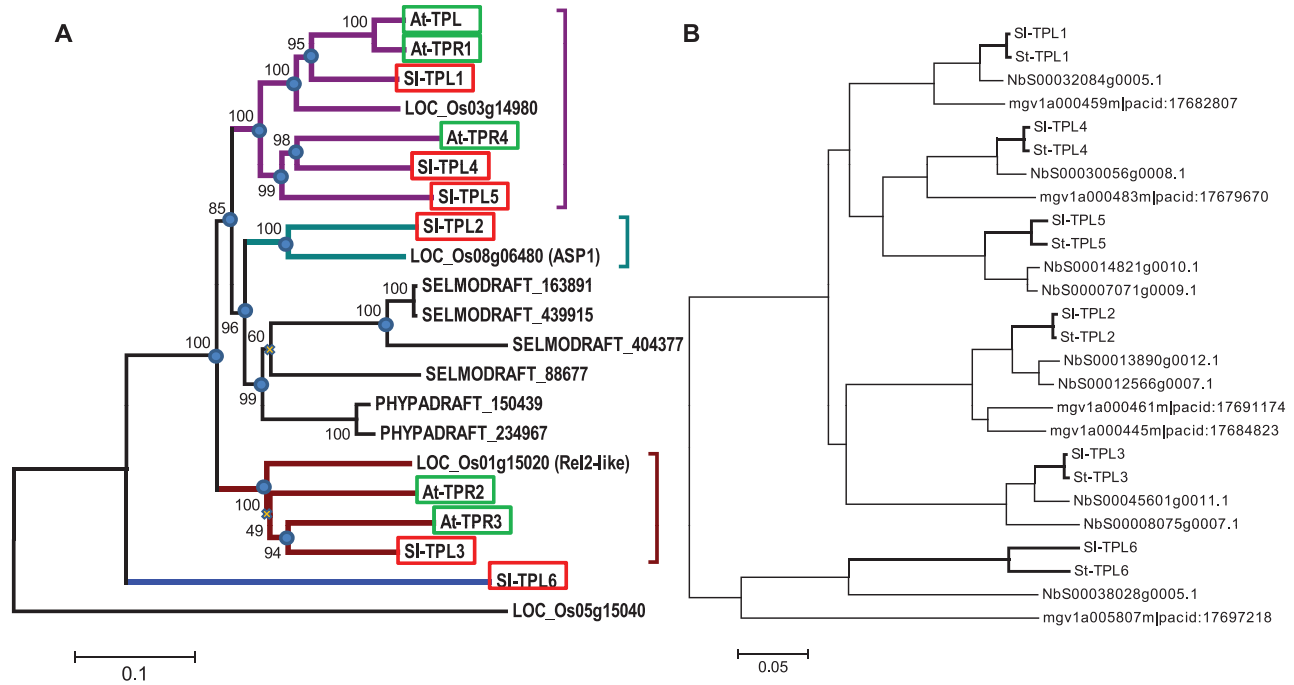 A
100
At-TPL
95
At-TPR1
100
Sl-TPL1
LOC_Os03g14980
100
98
At-TPR4
Sl-TPL4
99
Sl-TPL5
85
100
Sl-TPL2
LOC_Os08g06480 (ASP1)
100
SELMODRAFT_163891
SELMODRAFT_439915
100
96
60
100
SELMODRAFT_404377
SELMODRAFT_88677
99
PHYPADRAFT_150439
100
PHYPADRAFT_234967
LOC_Os01g15020 (Rel2-like)
100
At-TPR2
49
At-TPR3
94
Sl-TPL3
Sl-TPL6
LOC_Os05g15040
0.1
B
Sl-TPL1
St-TPL1
NbS00032084g0005.1
mgv1a000459m|pacid:17682807
Sl-TPL4
St-TPL4
NbS00030056g0008.1
mgv1a000483m|pacid:17679670
Sl-TPL5
St-TPL5
NbS00014821g0010.1
NbS00007071g0009.1
Sl-TPL2
St-TPL2
NbS00013890g0012.1
NbS00012566g0007.1
mgv1a000461m|pacid:17691174
mgv1a000445m|pacid:17684823
Sl-TPL3
St-TPL3
NbS00045601g0011.1
NbS00008075g0007.1
Sl-TPL6
St-TPL6
NbS00038028g0005.1
mgv1a005807m|pacid:17697218
0.05